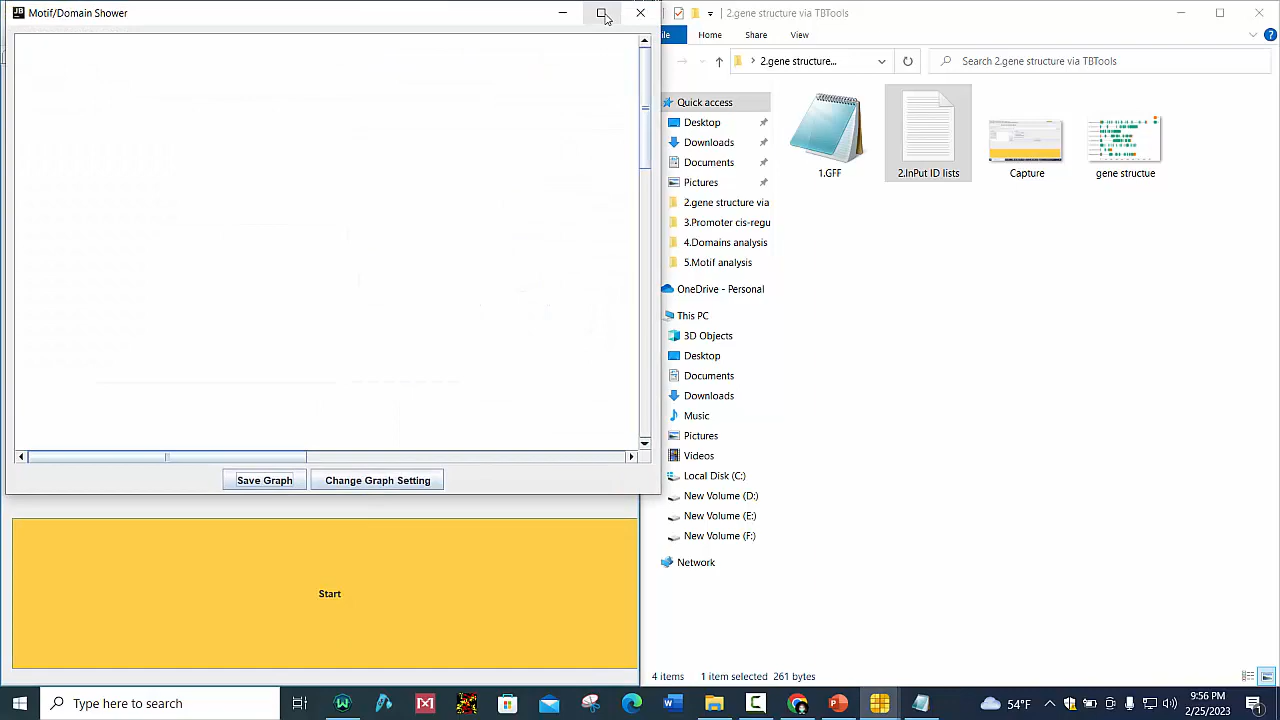 JB Motif/Domain Shower
2.gene structure via TBTools
ile Home Share View
2.gene structure...
Search 2.gene structure via TBTools
Quick access
Desktop
Downloads
Documents
Pictures
2.gene structure via
3.Promoter cis-regu
4.Domains analysis
5.Motif analysis
OneDrive - Personal
This PC
3D Objects
Desktop
Documents
Downloads
Music
Pictures
Videos
Local Disk (C:)
New Volume (D:)
New Volume (E:)
New Volume (F:)
Network
1.GFF
2.InPut ID lists
Capture
gene structue
Save Graph
Change Graph Setting
Start
4 items 1 item selected 261 bytes
Type here to search
54°F
9:56 PM
2/25/2023